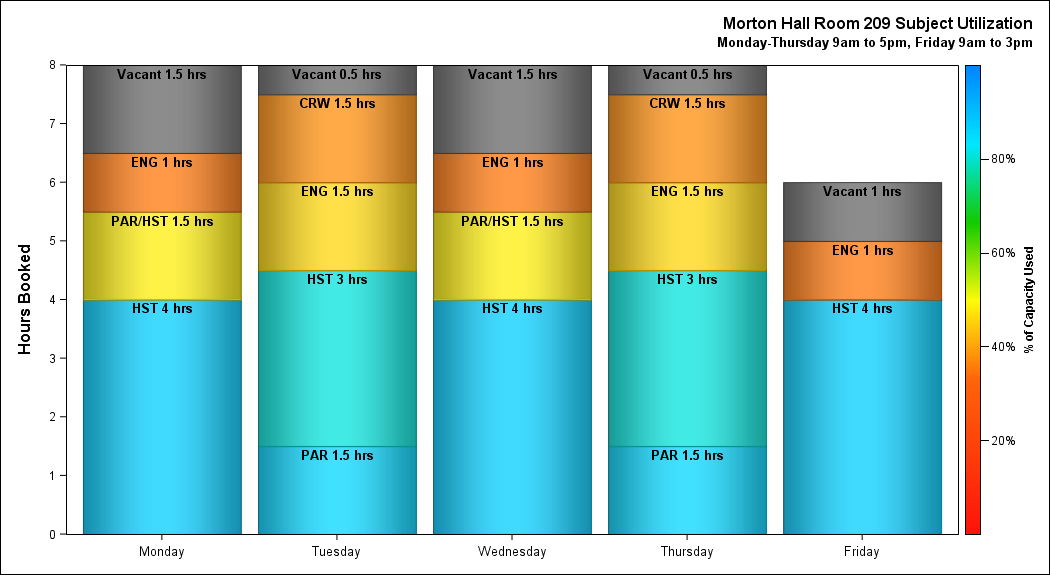 Morton Hall Room 209 Subject Utilization
Monday-Thursday 9am to 5pm, Friday 9am to 3pm
Hours Booked
8
7
6
5
4
3
2
1
0
Vacant 1.5 hrs
ENG 1 hrs
PAR/HST 1.5 hrs
HST 4 hrs
Monday
Vacant 0.5 hrs
CRW 1.5 hrs
ENG 1.5 hrs
HST 3 hrs
PAR 1.5 hrs
Tuesday
Vacant 1.5 hrs
ENG 1 hrs
PAR/HST 1.5 hrs
HST 4 hrs
Wednesday
Vacant 0.5 hrs
CRW 1.5 hrs
ENG 1.5 hrs
HST 3 hrs
PAR 1.5 hrs
Thursday
Vacant 1 hrs
ENG 1 hrs
HST 4 hrs
Friday
80%
60%
40%
20%
% of Capacity Used